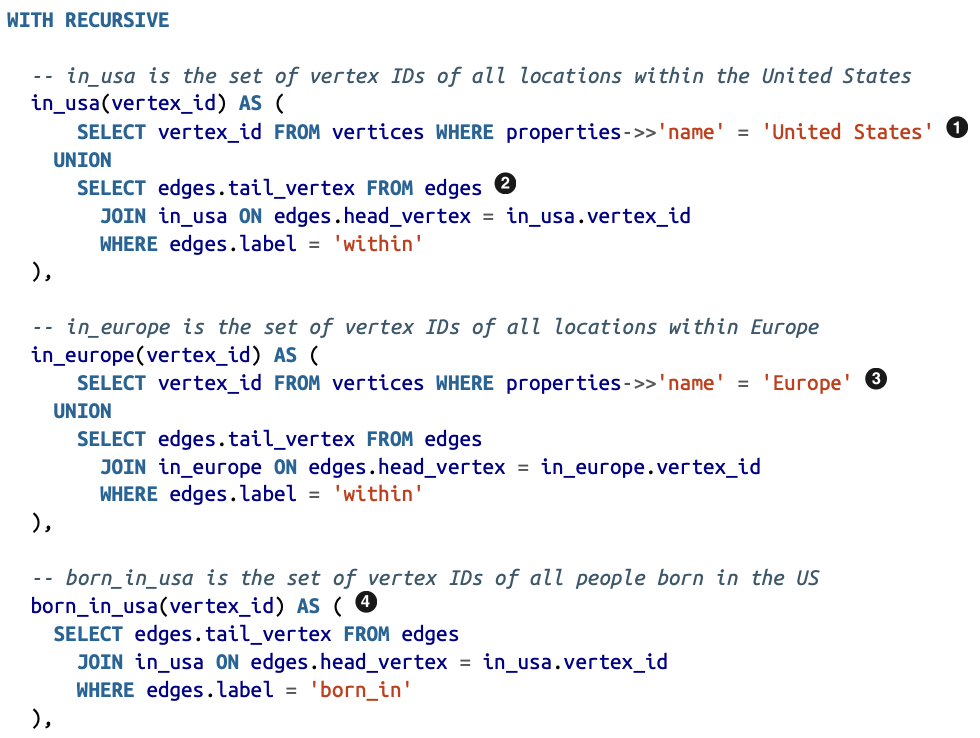 WITH RECURSIVE
-- in_usa is the set of vertex IDs of all locations within the United States
in_usa(vertex_id) AS (
SELECT vertex_id FROM vertices WHERE properties->>'name' = 'United States' ❶
UNION
SELECT edges.tail_vertex FROM edges ❷
JOIN in_usa ON edges.head_vertex = in_usa.vertex_id
WHERE edges.label = 'within'
),
-- in_europe is the set of vertex IDs of all locations within Europe
in_europe(vertex_id) AS (
SELECT vertex_id FROM vertices WHERE properties->>'name' = 'Europe' ❸
UNION
SELECT edges.tail_vertex FROM edges
JOIN in_europe ON edges.head_vertex = in_europe.vertex_id
WHERE edges.label = 'within'
),
-- born_in_usa is the set of vertex IDs of all people born in the US
born_in_usa(vertex_id) AS ( ❹
SELECT edges.tail_vertex FROM edges
JOIN in_usa ON edges.head_vertex = in_usa.vertex_id
WHERE edges.label = 'born_in'
),